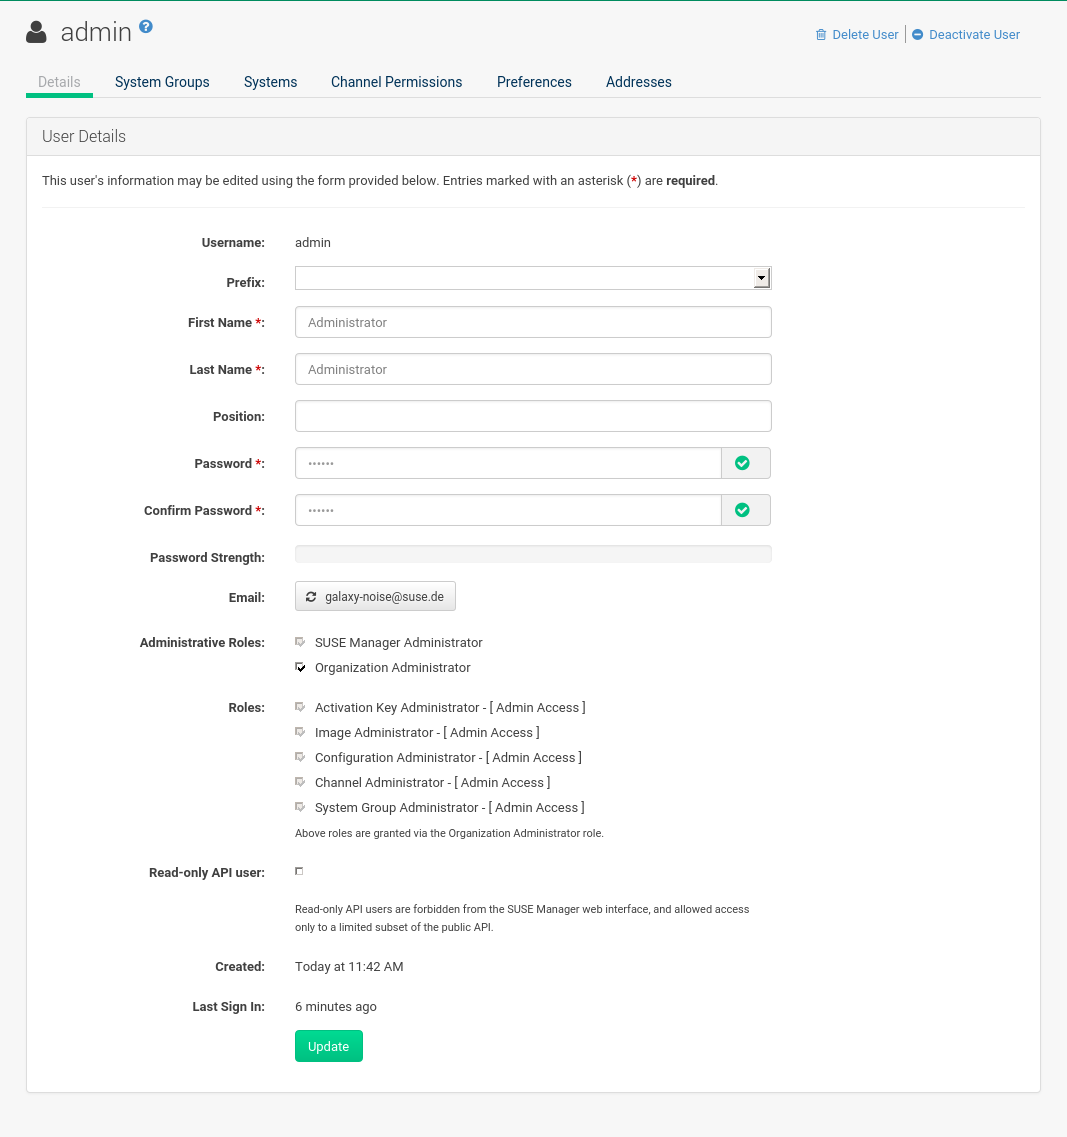 admin
Delete User
Deactivate User
Details
System Groups
Systems
Channel Permissions
Preferences
Addresses
User Details
This user's information may be edited using the form provided below. Entries marked with an asterisk (*) are required.
Username: admin
Prefix:
First Name *: Administrator
Last Name *: Administrator
Position:
Password *: ••••••
Confirm Password *: ••••••
Password Strength:
Email: galaxy-noise@suse.de
Administrative Roles: SUSE Manager Administrator
Organization Administrator
Roles: Activation Key Administrator - [ Admin Access ]
Image Administrator - [ Admin Access ]
Configuration Administrator - [ Admin Access ]
Channel Administrator - [ Admin Access ]
System Group Administrator - [ Admin Access ]
Above roles are granted via the Organization Administrator role.
Read-only API user:
Read-only API users are forbidden from the SUSE Manager web interface, and allowed access
only to a limited subset of the public API.
Created: Today at 11:42 AM
Last Sign In: 6 minutes ago
Update